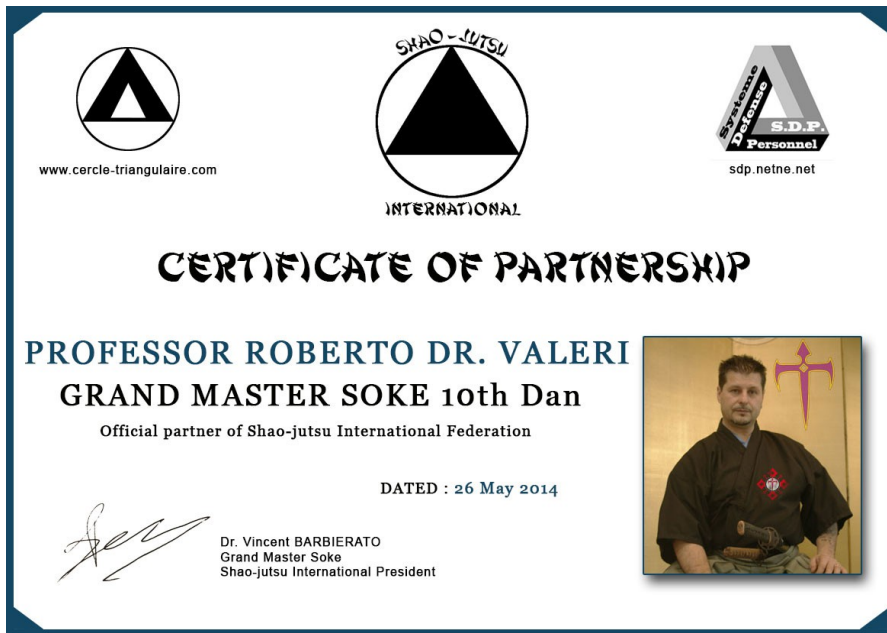 SHAO-JUTSU
INTERNATIONAL
www.cercle-triangulaire.com
Systeme
Defense
S.D.P.
Personnel
sdp.netne.net
CERTIFICATE OF PARTNERSHIP
PROFESSOR ROBERTO DR. VALERI
GRAND MASTER SOKE 10th Dan
Official partner of Shao-jutsu International Federation
DATED : 26 May 2014
Dr. Vincent BARBIERATO
Grand Master Soke
Shao-jutsu International President